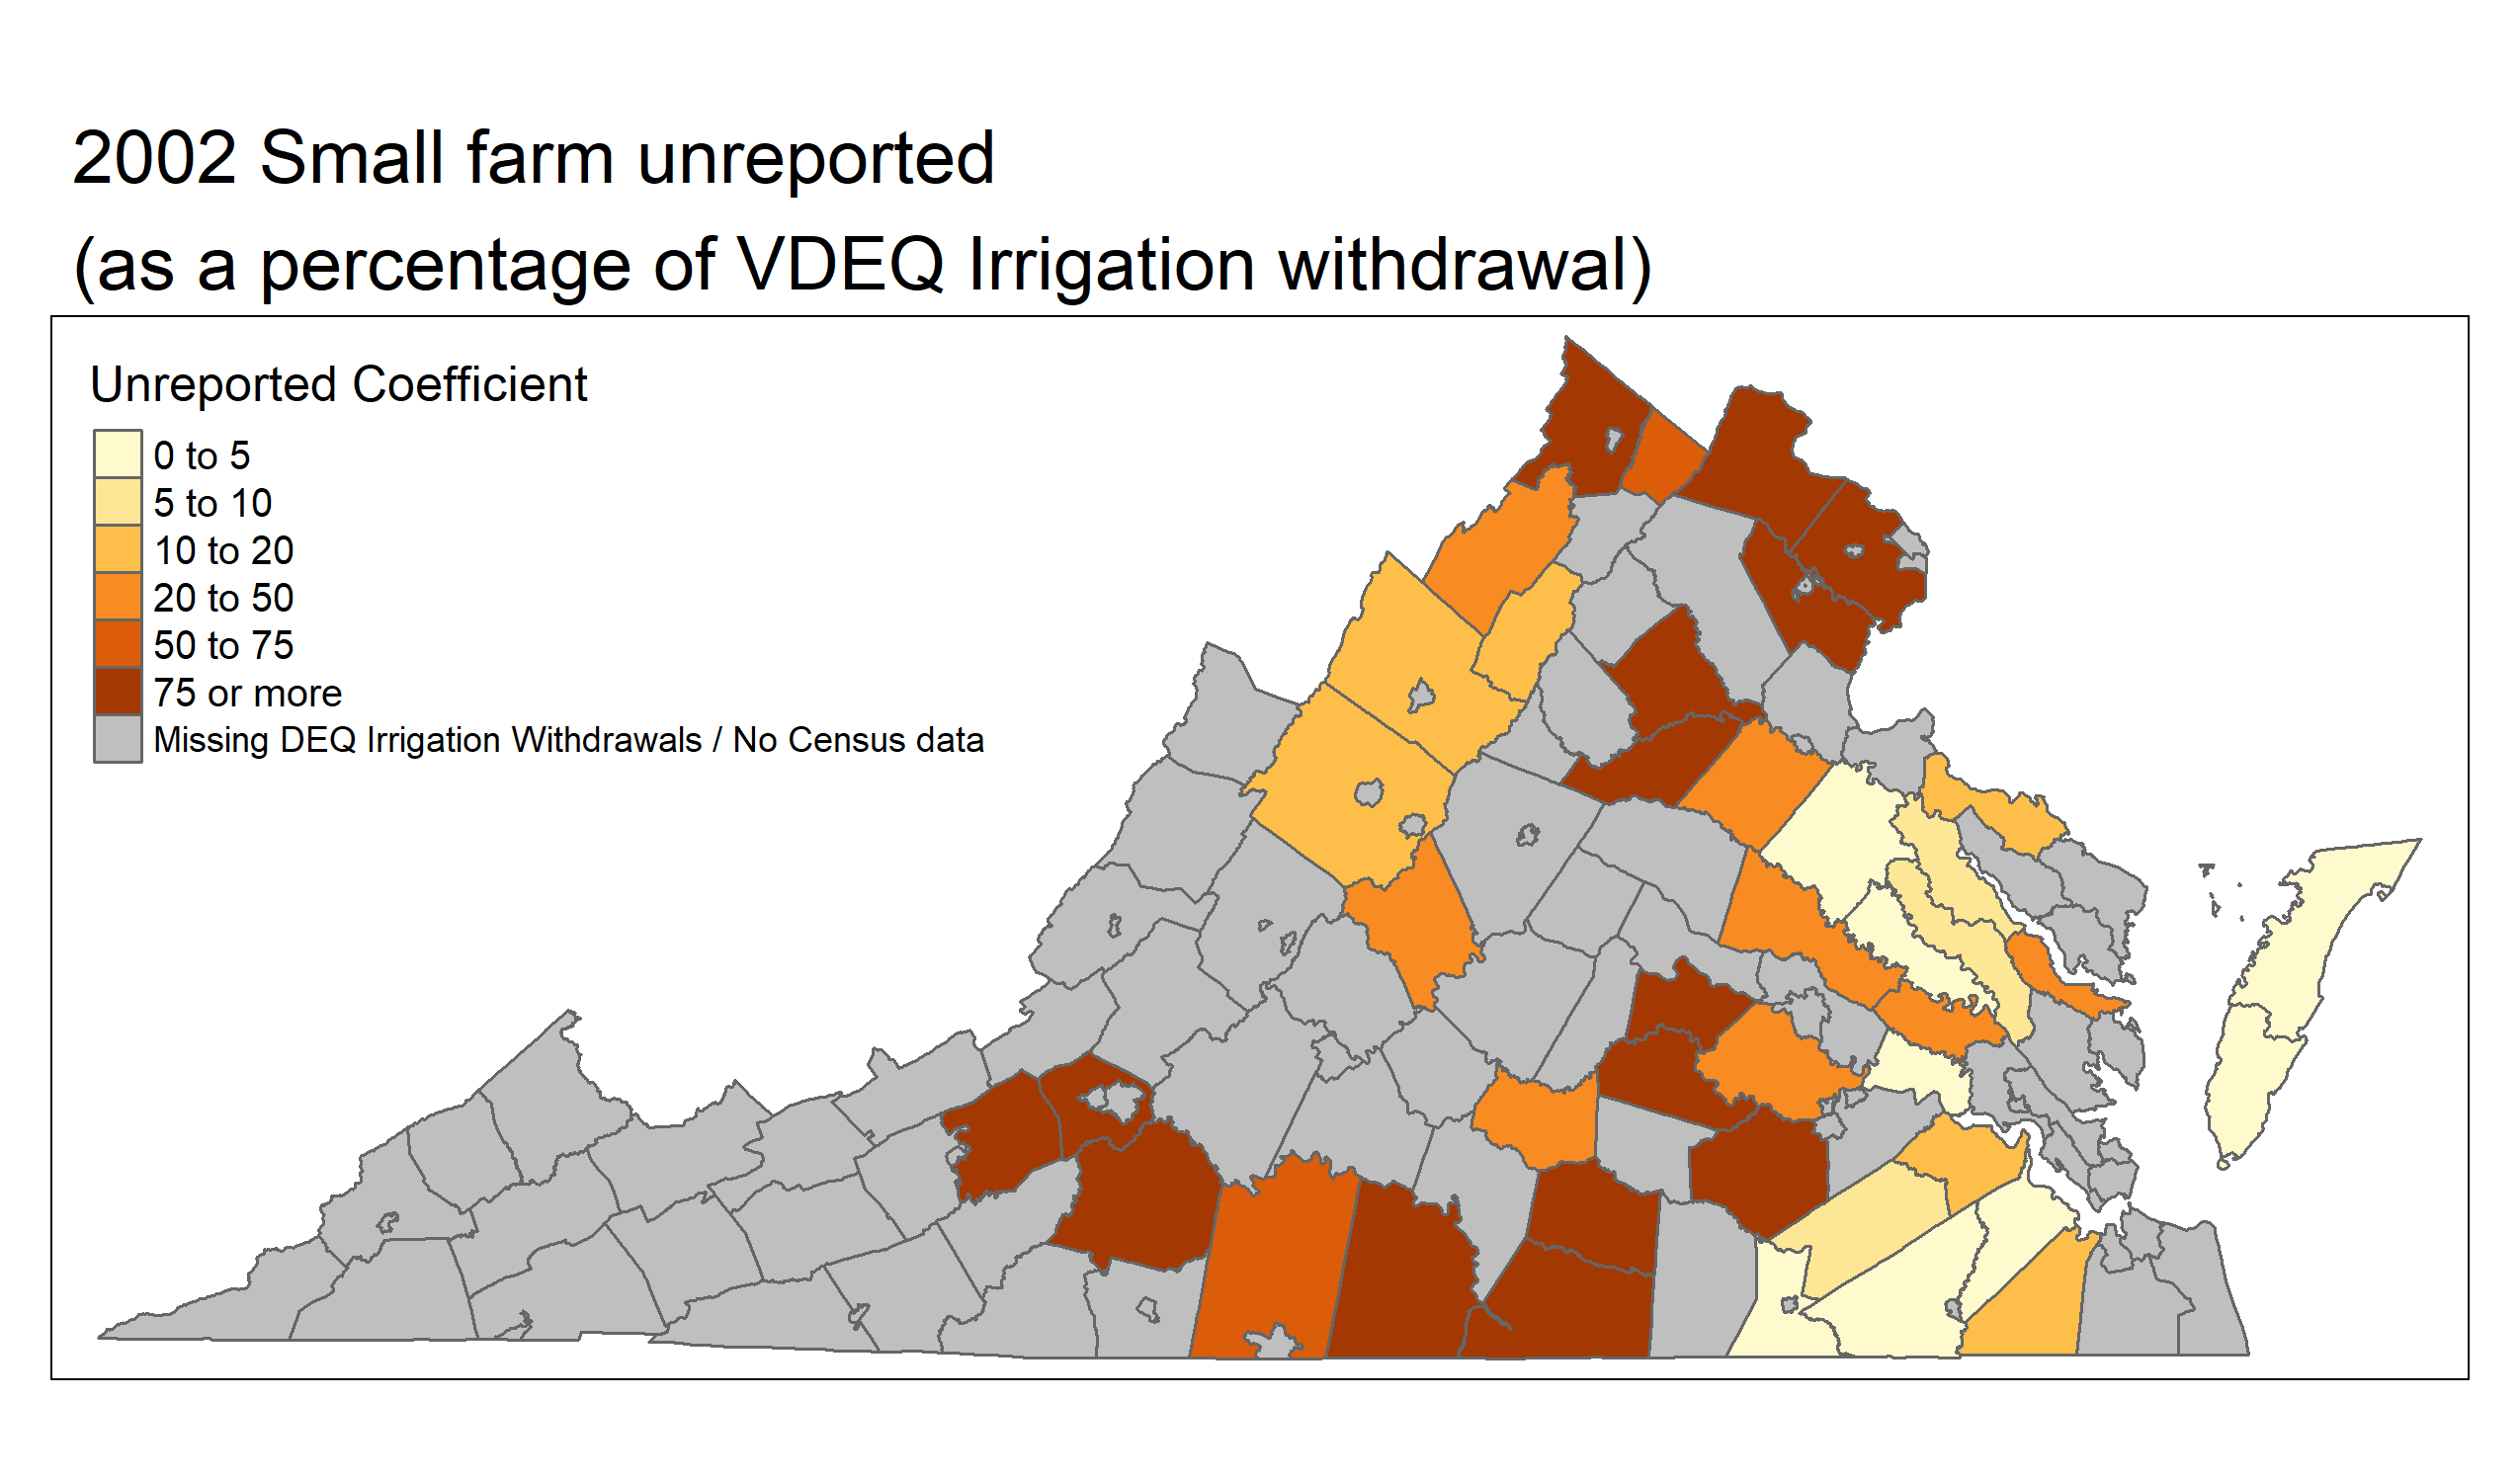 2002 Small farm unreported
(as a percentage of VDEQ Irrigation withdrawal)
Unreported Coefficient
0 to 5
5 to 10
10 to 20
20 to 50
50 to 75
75 or more
Missing DEQ Irrigation Withdrawals / No Census data